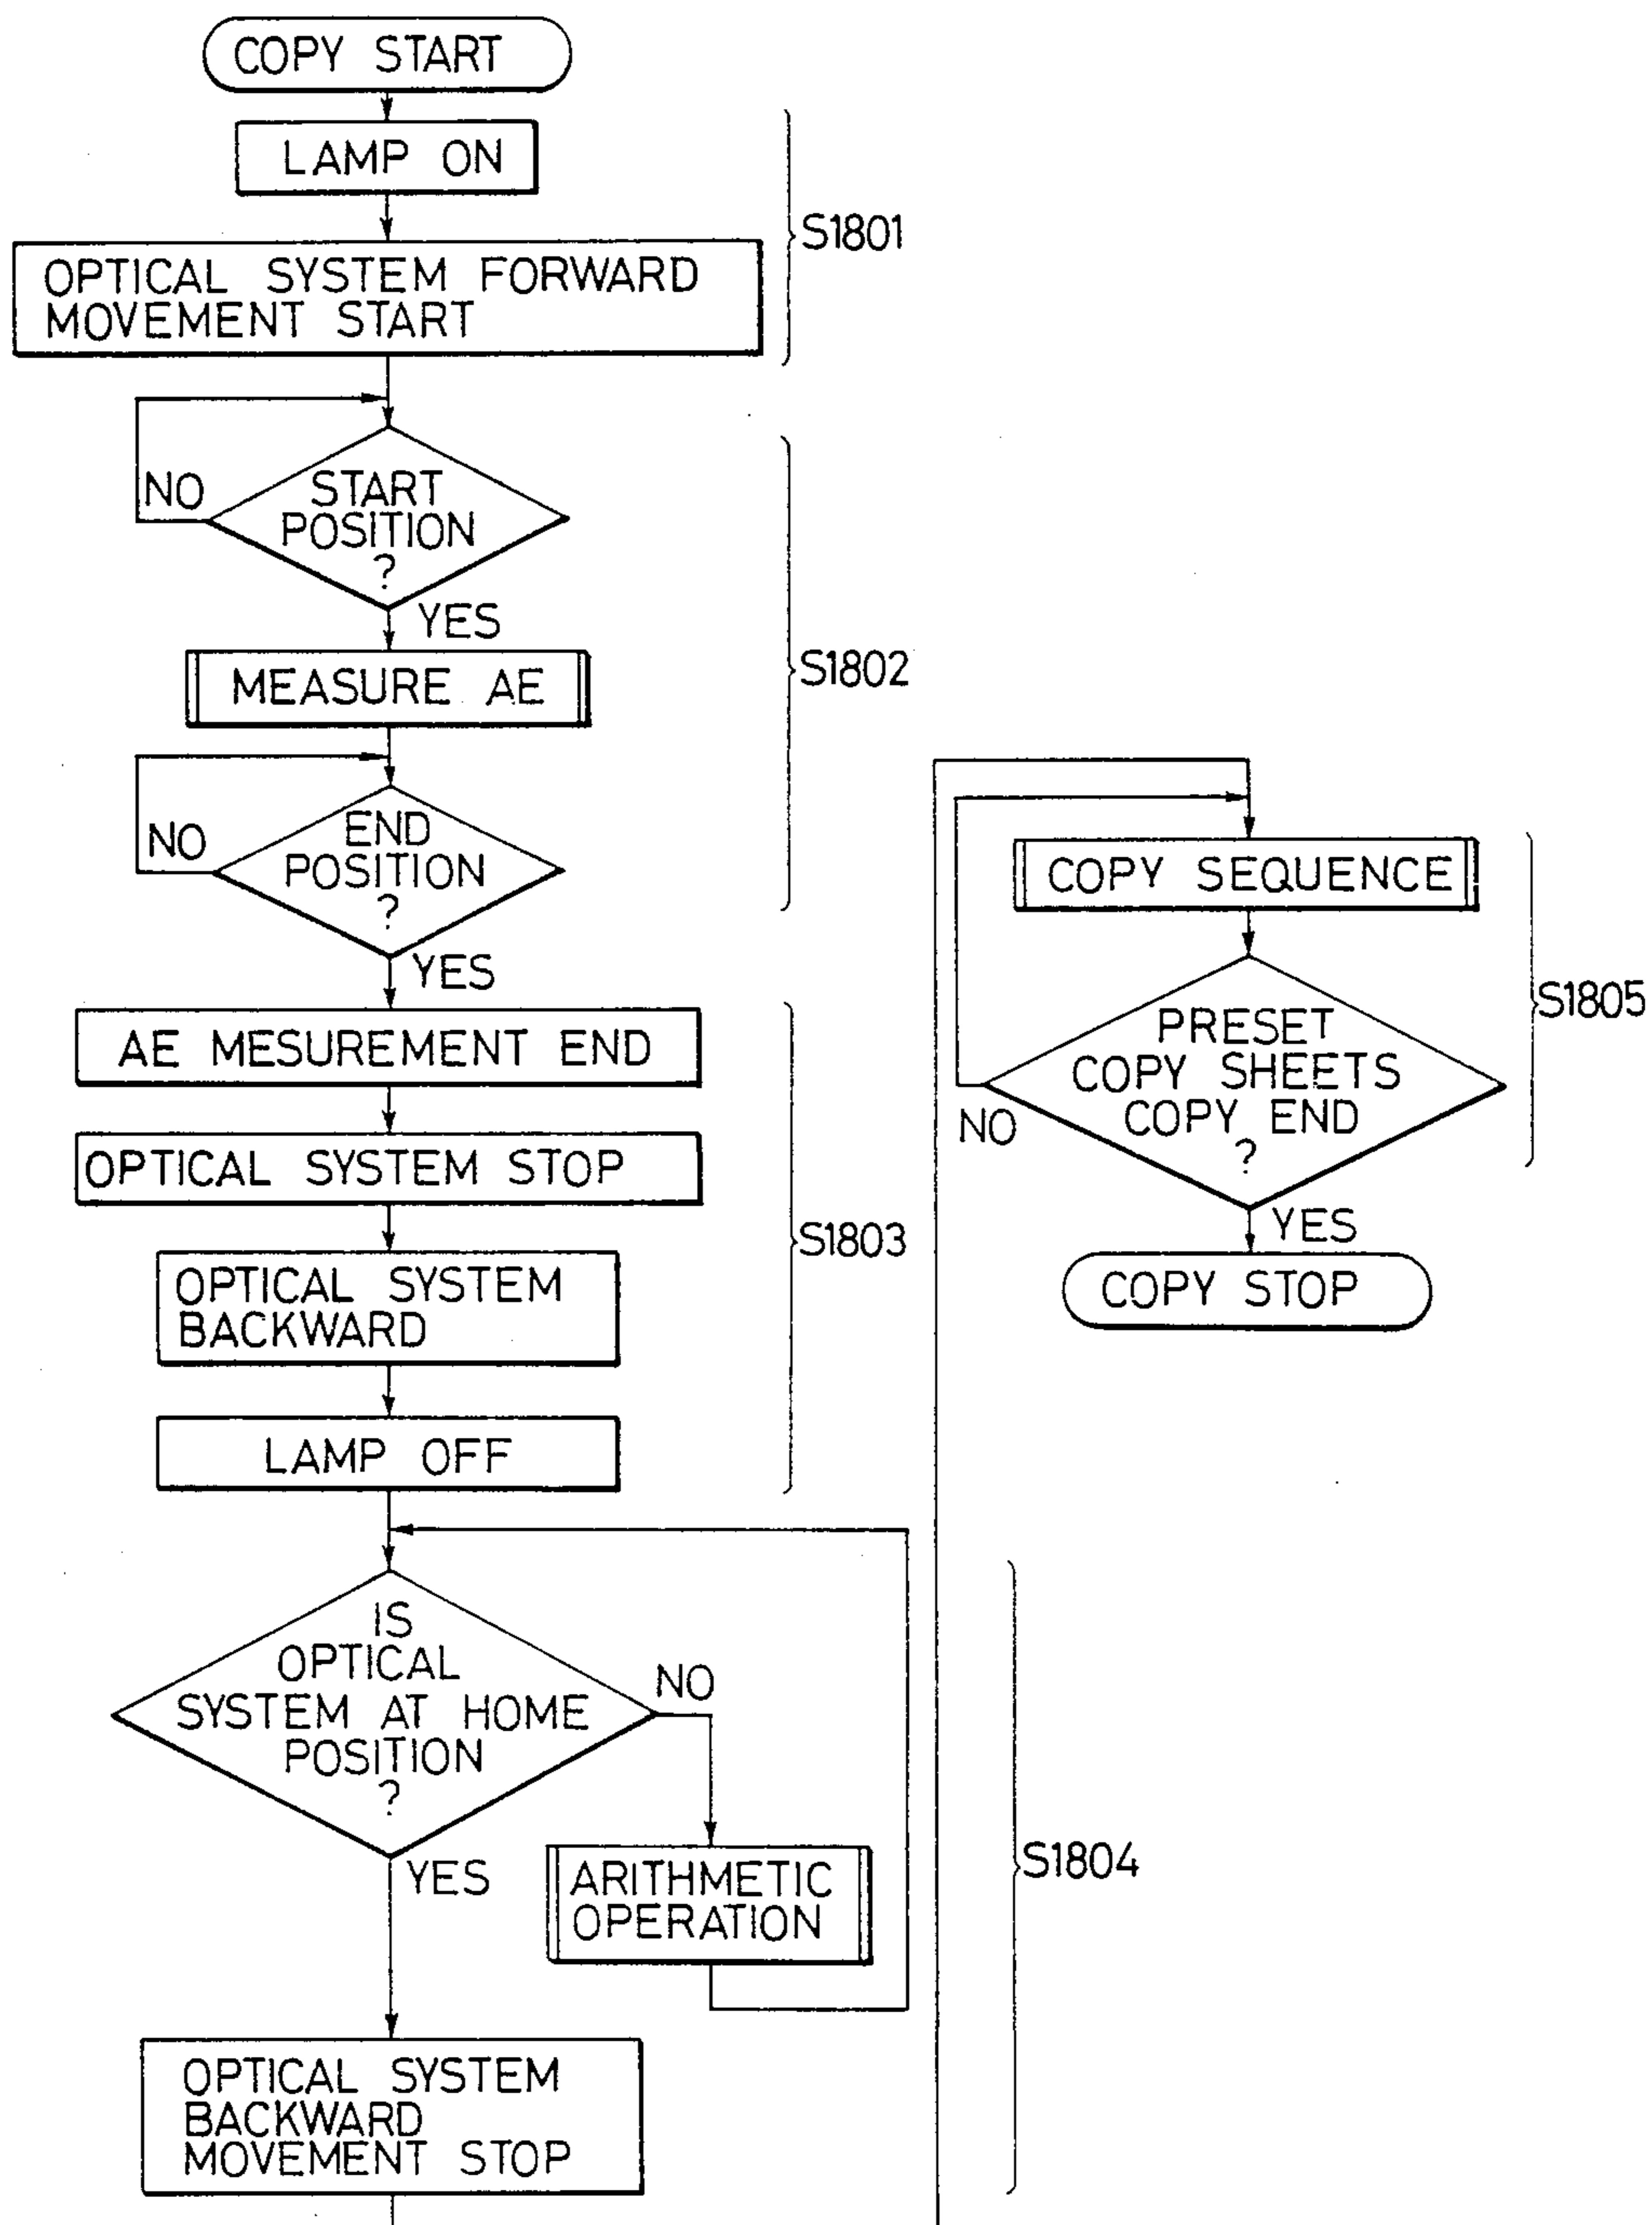 COPY START
LAMP ON
S1801
OPTICAL SYSTEM FORWARD
MOVEMENT START
NO
START
POSITION
?
YES
MEASURE AE
S1802
NO
END
POSITION
?
YES
AE MESUREMENT END
OPTICAL SYSTEM STOP
S1803
OPTICAL SYSTEM
BACKWARD
LAMP OFF
IS
OPTICAL
SYSTEM AT HOME
POSITION
?
NO
YES
ARITHMETIC
OPERATION
S1804
OPTICAL SYSTEM
BACKWARD
MOVEMENT STOP
COPY SEQUENCE
S1805
PRESET
COPY SHEETS
COPY END
?
NO
YES
COPY STOP